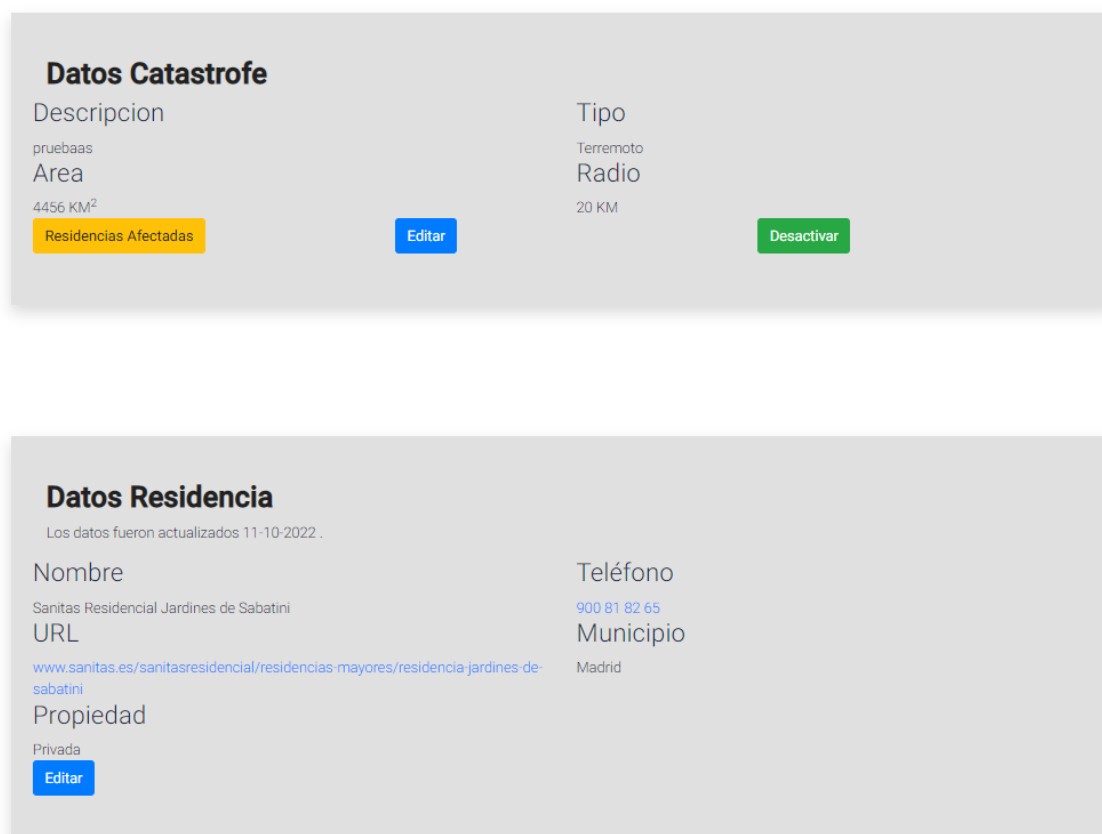 Datos Catastrofe
Descripcion
Tipo
pruebaas
Terremoto
Area
Radio
4456 KM²
20 KM
Residencias Afectadas
Editar
Desactivar
Datos Residencia
Los datos fueron actualizados 11-10-2022 .
Nombre
Teléfono
Sanitas Residencial Jardines de Sabatini
900 81 82 65
URL
Municipio
www.sanitas.es/sanitasresidencial/residencias-mayores/residencia-jardines-de-
sabatini
Madrid
Propiedad
Privada
Editar